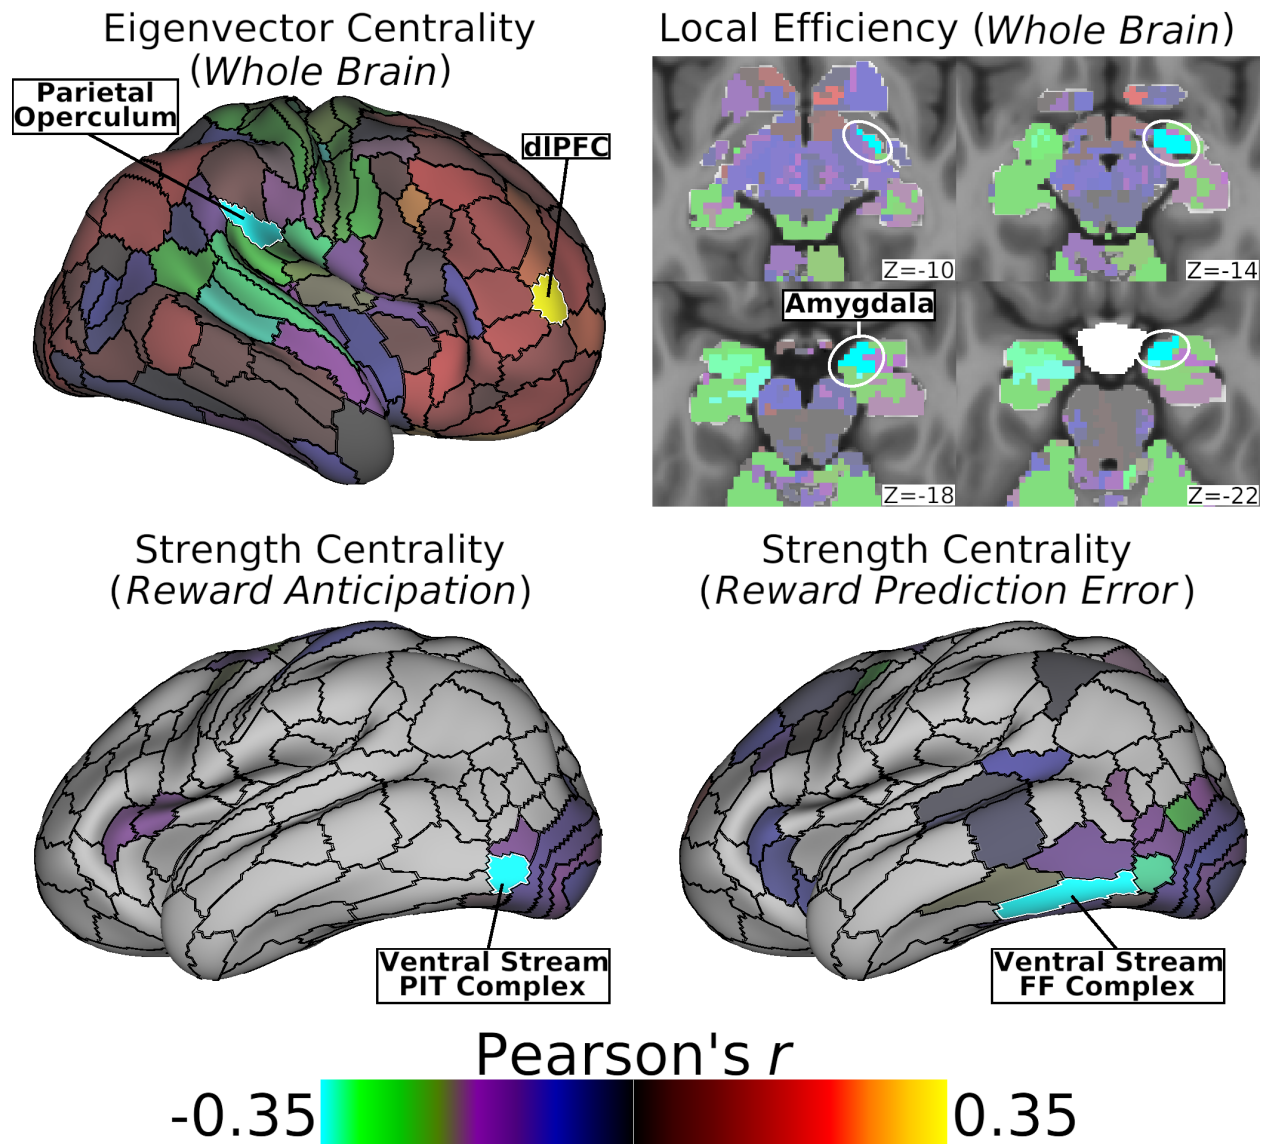 Eigenvector Centrality
(Whole Brain)
Parietal
Operculum
dlPFC
Local Efficiency (Whole Brain)
Z=-10
Z=-14
Amygdala
Z=-18
Z=-22
Strength Centrality
(Reward Anticipation)
Ventral Stream
PIT Complex
Strength Centrality
(Reward Prediction Error)
Ventral Stream
FF Complex
Pearson's r
-0.35
0.35